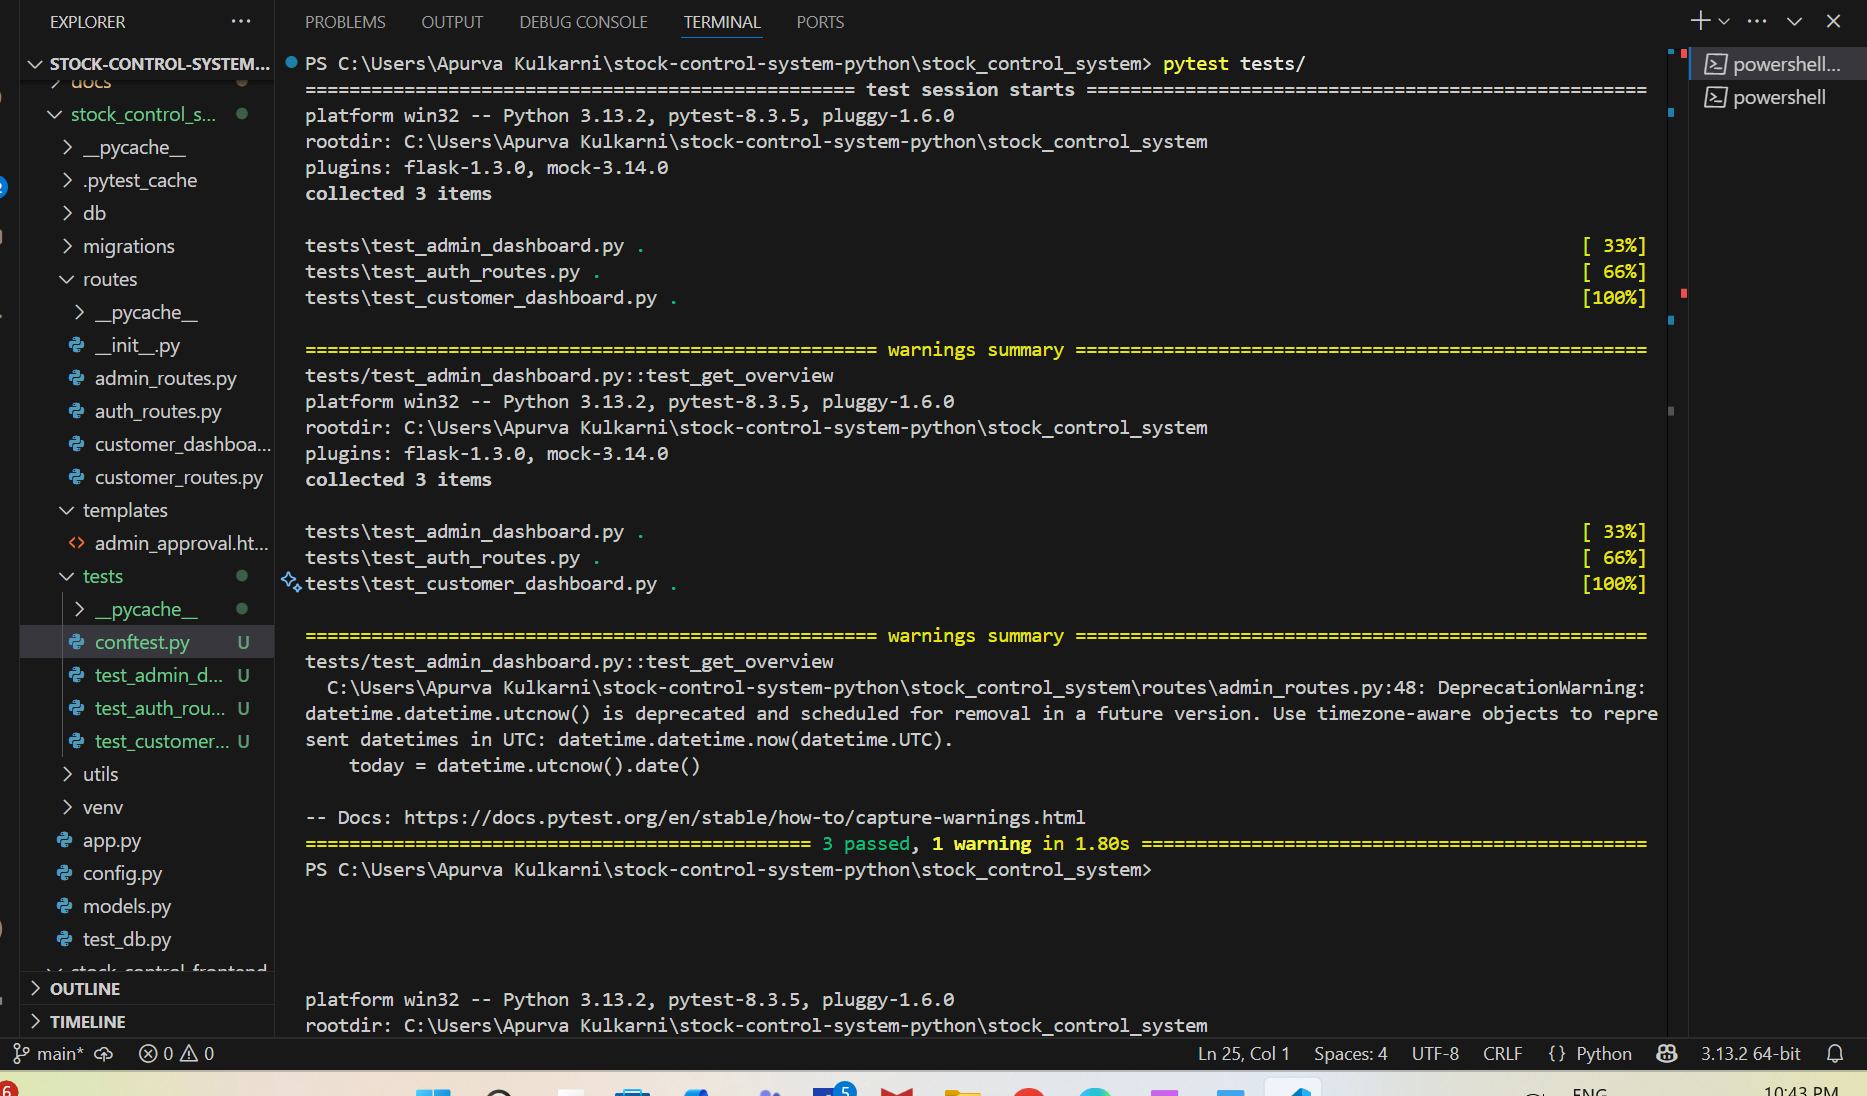 EXPLORER
PROBLEMS OUTPUT DEBUG CONSOLE TERMINAL PORTS
STOCK-CONTROL-SYSTEM...
docs
stock_control_s...
__pycache__
.pytest_cache
db
migrations
routes
__pycache__
__init__.py
admin_routes.py
auth_routes.py
customer_dashboa...
customer_routes.py
templates
admin_approval.ht...
tests
__pycache__
conftest.py U
test_admin_d... U
test_auth_rou... U
test_customer... U
utils
venv
app.py
config.py
models.py
test_db.py
stock_control_frontend
OUTLINE
TIMELINE
PS C:\Users\Apurva Kulkarni\stock-control-system-python\stock_control_system> pytest tests/
================================================== test session starts ===================================================
platform win32 -- Python 3.13.2, pytest-8.3.5, pluggy-1.6.0
rootdir: C:\Users\Apurva Kulkarni\stock-control-system-python\stock_control_system
plugins: flask-1.3.0, mock-3.14.0
collected 3 items
tests\test_admin_dashboard.py . [ 33%]
tests\test_auth_routes.py . [ 66%]
tests\test_customer_dashboard.py . [100%]
==================================================== warnings summary ====================================================
tests/test_admin_dashboard.py::test_get_overview
platform win32 -- Python 3.13.2, pytest-8.3.5, pluggy-1.6.0
rootdir: C:\Users\Apurva Kulkarni\stock-control-system-python\stock_control_system
plugins: flask-1.3.0, mock-3.14.0
collected 3 items
tests\test_admin_dashboard.py . [ 33%]
tests\test_auth_routes.py . [ 66%]
tests\test_customer_dashboard.py . [100%]
==================================================== warnings summary ====================================================
tests/test_admin_dashboard.py::test_get_overview
C:\Users\Apurva Kulkarni\stock-control-system-python\stock_control_system\routes\admin_routes.py:48: DeprecationWarning:
datetime.datetime.utcnow() is deprecated and scheduled for removal in a future version. Use timezone-aware objects to repre
sent datetimes in UTC: datetime.datetime.now(datetime.UTC).
today = datetime.utcnow().date()
-- Docs: https://docs.pytest.org/en/stable/how-to/capture-warnings.html
============================================== 3 passed, 1 warning in 1.80s ==============================================
PS C:\Users\Apurva Kulkarni\stock-control-system-python\stock_control_system>
platform win32 -- Python 3.13.2, pytest-8.3.5, pluggy-1.6.0
rootdir: C:\Users\Apurva Kulkarni\stock-control-system-python\stock_control_system
powershell...
powershell
main* 0 0 Ln 25, Col 1 Spaces: 4 UTF-8 CRLF {} Python 3.13.2 64-bit
6 5 ENG 10:43 PM